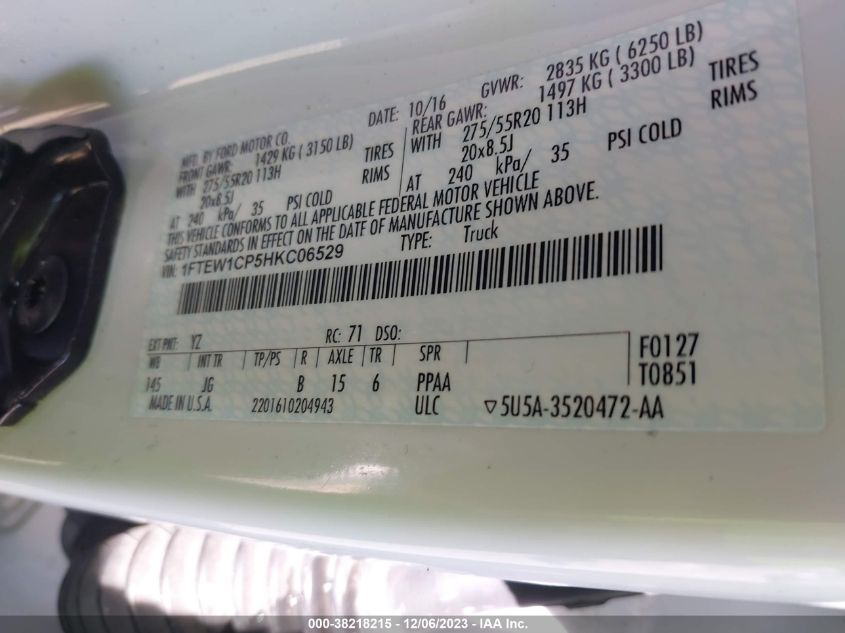 MFD. BY FORD MOTOR CO.
DATE: 10/16 GVWR: 2835 KG ( 6250 LB)
FRONT GAWR: 1429 KG ( 3150 LB)
REAR GAWR: 1497 KG ( 3300 LB)
WITH 275/55R20 113H TIRES
WITH 275/55R20 113H TIRES
20x8.5J RIMS
20x8.5J RIMS
AT 240 kPa/ 35 PSI COLD
AT 240 kPa/ 35 PSI COLD
THIS VEHICLE CONFORMS TO ALL APPLICABLE FEDERAL MOTOR VEHICLE
SAFETY STANDARDS IN EFFECT ON THE DATE OF MANUFACTURE SHOWN ABOVE.
VIN: 1FTEW1CP5HKC06529 TYPE: Truck
EXT PNT: YZ RC: 71 DSO:
WB INT TR TP/PS R AXLE TR SPR
145 JG B 15 6 PPAA
F0127
T0851
MADE IN U.S.A. 2201610204943 ULC ▽5U5A-3520472-AA
000-38218215 - 12/06/2023 - IAA Inc.